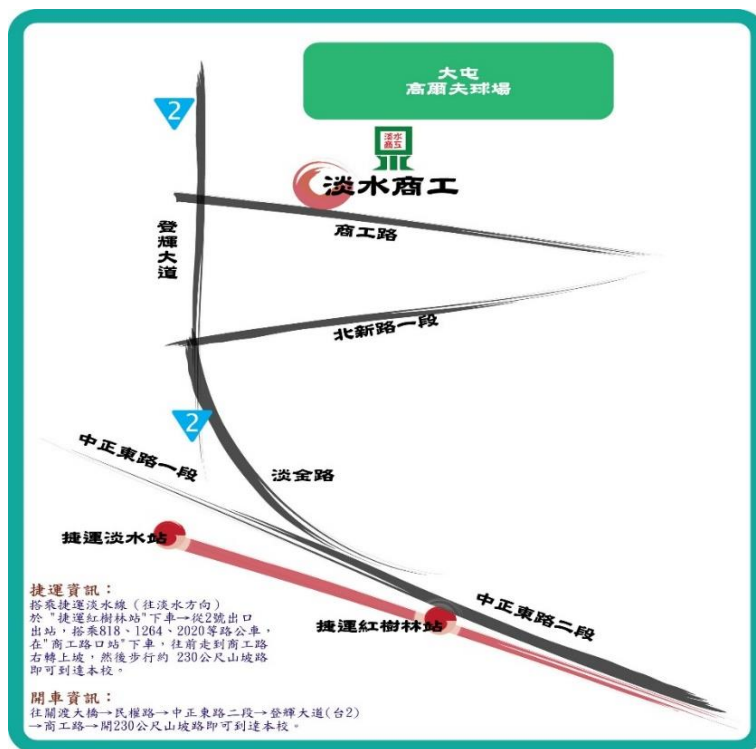 大屯
高爾夫球場
2
淡水
商工
淡水商工
商工路
登輝大道
北新路一段
2
中正東路一段
淡金路
捷運淡水站
中正東路二段
捷運紅樹林站
捷運資訊：
搭乘捷運淡水線（往淡水方向）
於 "捷運紅樹林站"下車→從2號出口
出站，搭乘818、1264、2020等路公車，
在"商工路口站"下車，往前走到商工路
右轉上坡，然後步行約 230公尺山坡路
即可到達本校。
開車資訊：
往關渡大橋→民權路→中正東路二段→登輝大道(台2)
→商工路→開230公尺山坡路即可到達本校。